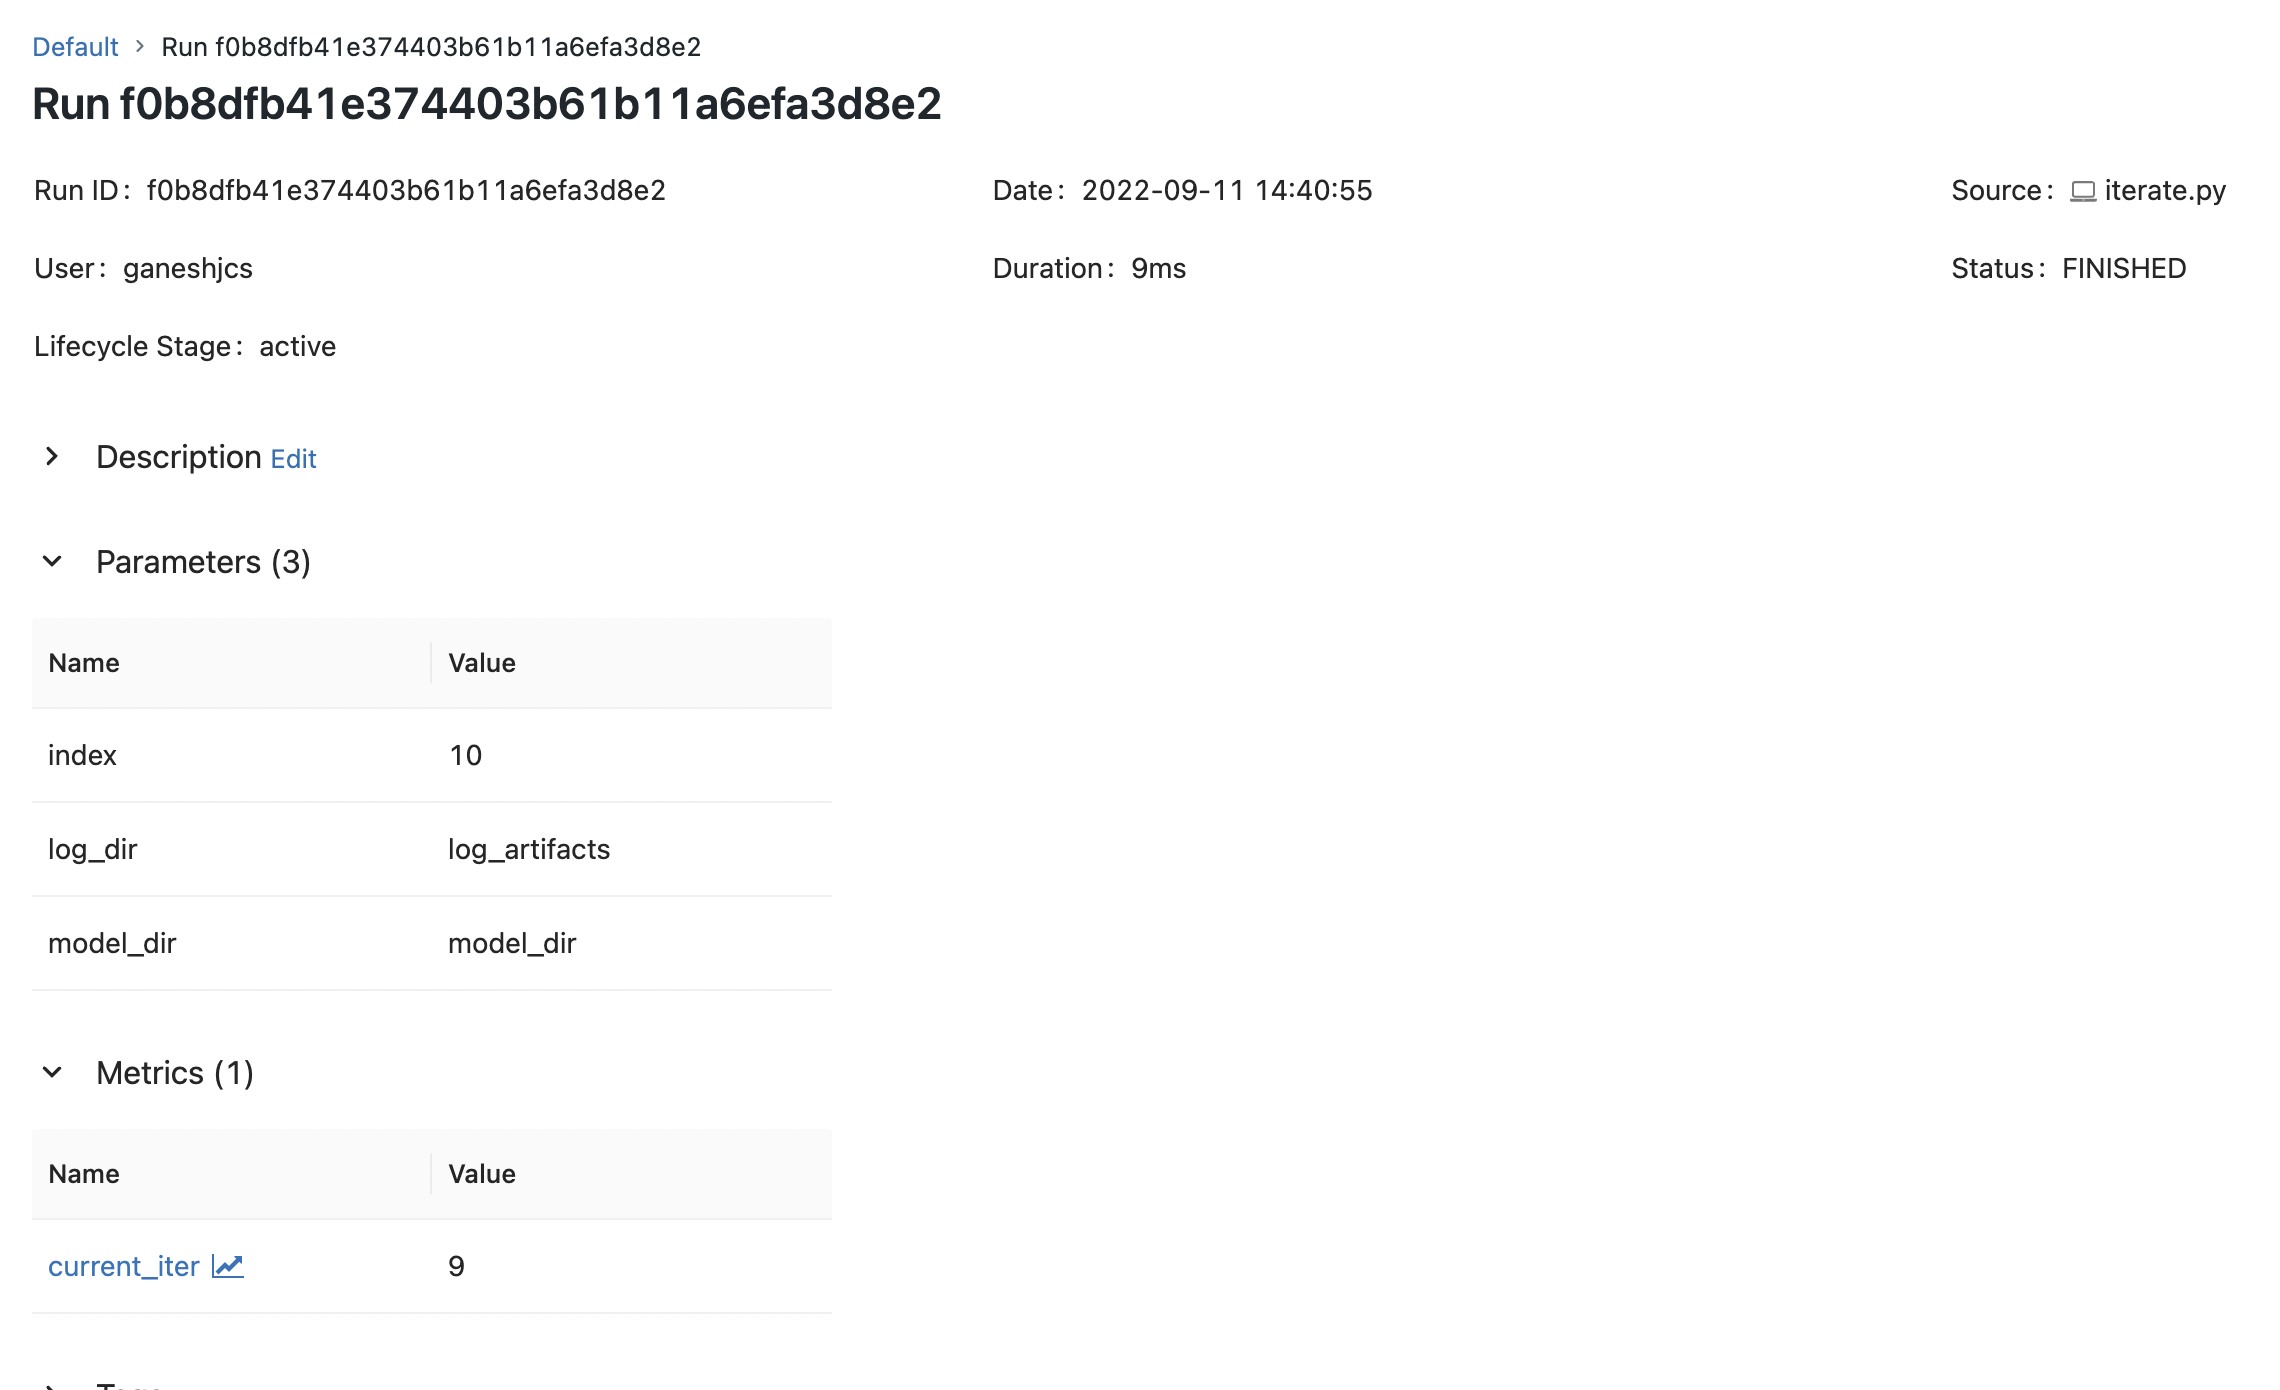 Default > Run f0b8dfb41e374403b61b11a6efa3d8e2
Run f0b8dfb41e374403b61b11a6efa3d8e2
Run ID: f0b8dfb41e374403b61b11a6efa3d8e2 Date: 2022-09-11 14:40:55 Source: iterate.py
User: ganeshjcs Duration: 9ms Status: FINISHED
Lifecycle Stage: active
Description Edit
Parameters (3)
Name Value
index 10
log_dir log_artifacts
model_dir model_dir
Metrics (1)
Name Value
current_iter 9